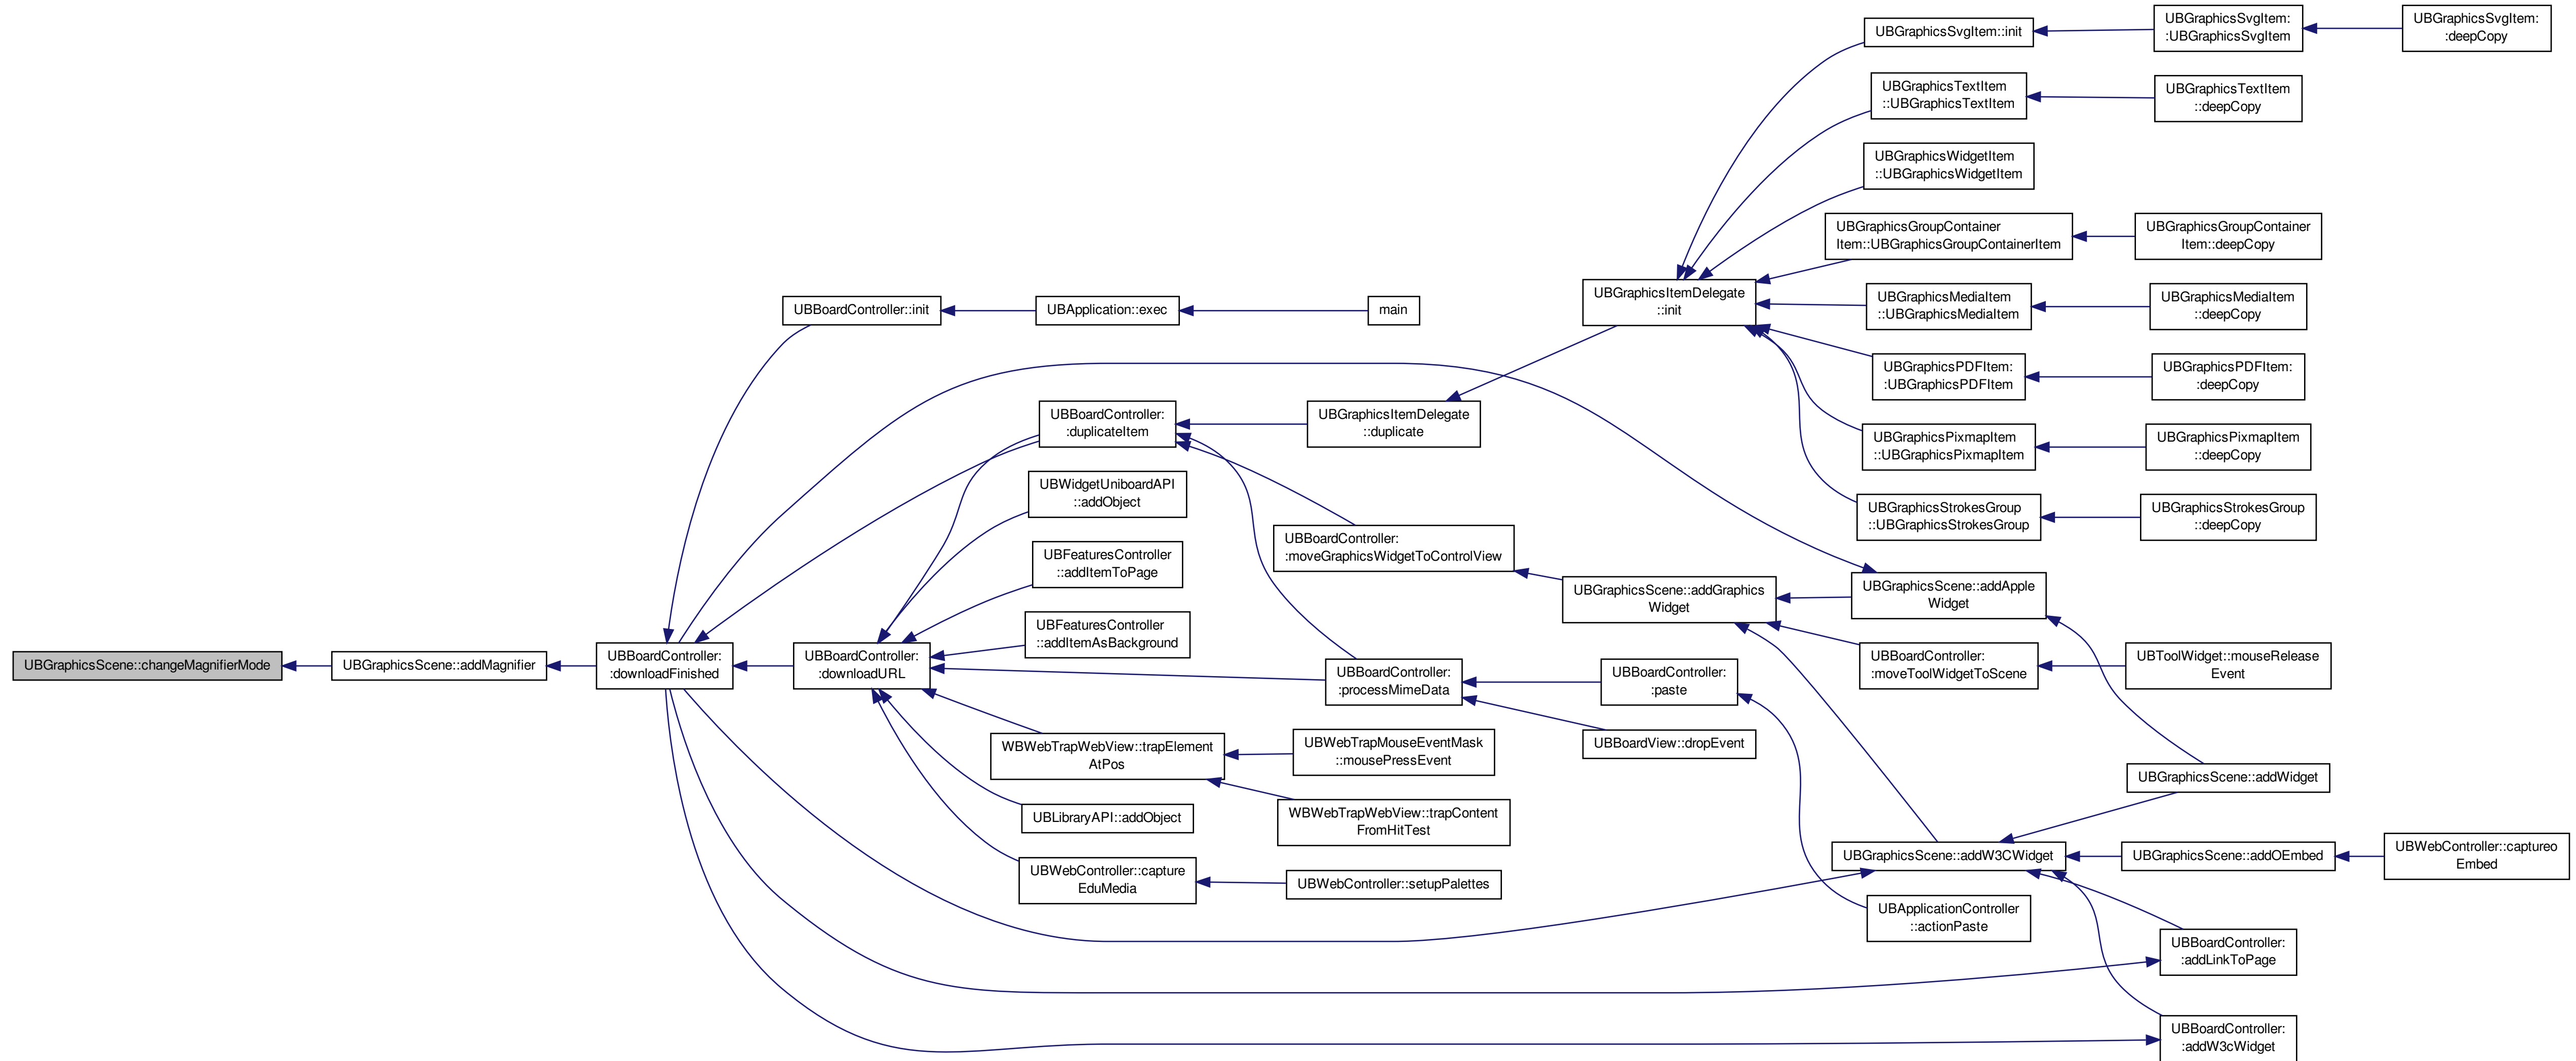 UBGraphicsSvgItem::init
UBGraphicsSvgItem:
:UBGraphicsSvgItem
UBGraphicsSvgItem:
:deepCopy
UBGraphicsTextItem
::UBGraphicsTextItem
UBGraphicsTextItem
::deepCopy
UBGraphicsWidgetItem
::UBGraphicsWidgetItem
UBGraphicsGroupContainer
Item::UBGraphicsGroupContainerItem
UBGraphicsGroupContainer
Item::deepCopy
UBGraphicsItemDelegate
::init
UBGraphicsMediaItem
::UBGraphicsMediaItem
UBGraphicsMediaItem
::deepCopy
UBBoardController::init
UBApplication::exec
main
UBGraphicsPDFItem:
:UBGraphicsPDFItem
UBGraphicsPDFItem:
:deepCopy
UBBoardController:
:duplicateItem
UBGraphicsItemDelegate
::duplicate
UBGraphicsPixmapItem
::UBGraphicsPixmapItem
UBGraphicsPixmapItem
::deepCopy
UBWidgetUniboardAPI
::addObject
UBGraphicsStrokesGroup
::UBGraphicsStrokesGroup
UBGraphicsStrokesGroup
::deepCopy
UBBoardController:
:moveGraphicsWidgetToControlView
UBFeaturesController
::addItemToPage
UBGraphicsScene::addGraphics
Widget
UBGraphicsScene::addApple
Widget
UBFeaturesController
::addItemAsBackground
UBGraphicsScene::changeMagnifierMode
UBGraphicsScene::addMagnifier
UBBoardController:
:downloadFinished
UBBoardController:
:downloadURL
UBBoardController:
:processMimeData
UBBoardController:
:paste
UBBoardController:
:moveToolWidgetToScene
UBToolWidget::mouseRelease
Event
WBWebTrapWebView::trapElement
AtPos
UBWebTrapMouseEventMask
::mousePressEvent
UBBoardView::dropEvent
UBGraphicsScene::addWidget
UBLibraryAPI::addObject
WBWebTrapWebView::trapContent
FromHitTest
UBGraphicsScene::addW3CWidget
UBGraphicsScene::addOEmbed
UBWebController::captureo
Embed
UBWebController::capture
EduMedia
UBWebController::setupPalettes
UBApplicationController
::actionPaste
UBBoardController:
:addLinkToPage
UBBoardController:
:addW3cWidget